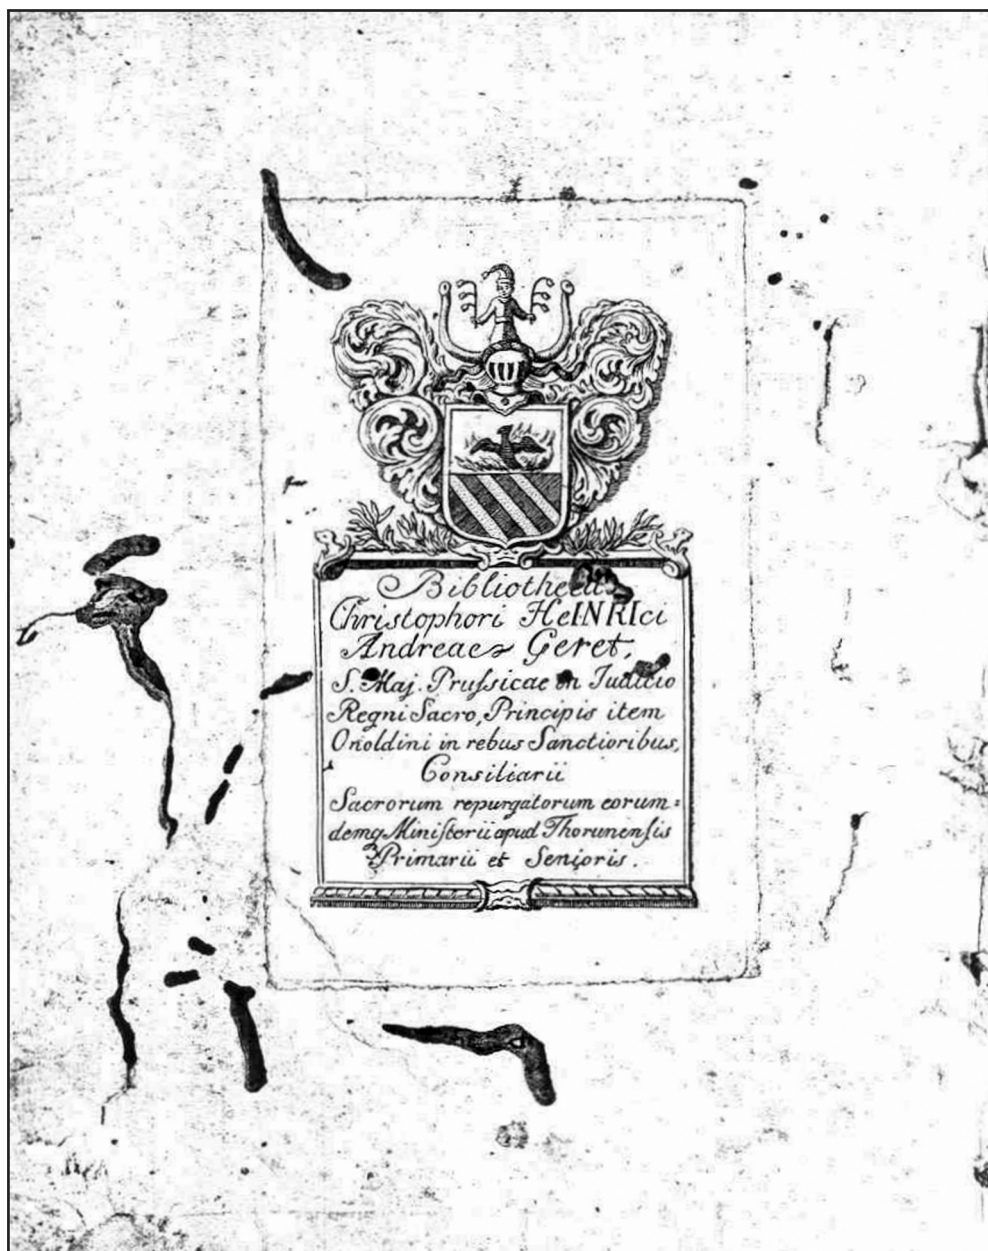 Bibliothecae
Christophori HeINRIci
Andreae Geret,
S. Maj. Prussicae in Judicio
Regni Sacro, Principis item
Onoldini in rebus Sanctioribus,
Consiliarii
Sacrorum repurgatorum eorum=
demq Ministerii apud Thorunensis
Primarii et Senioris.